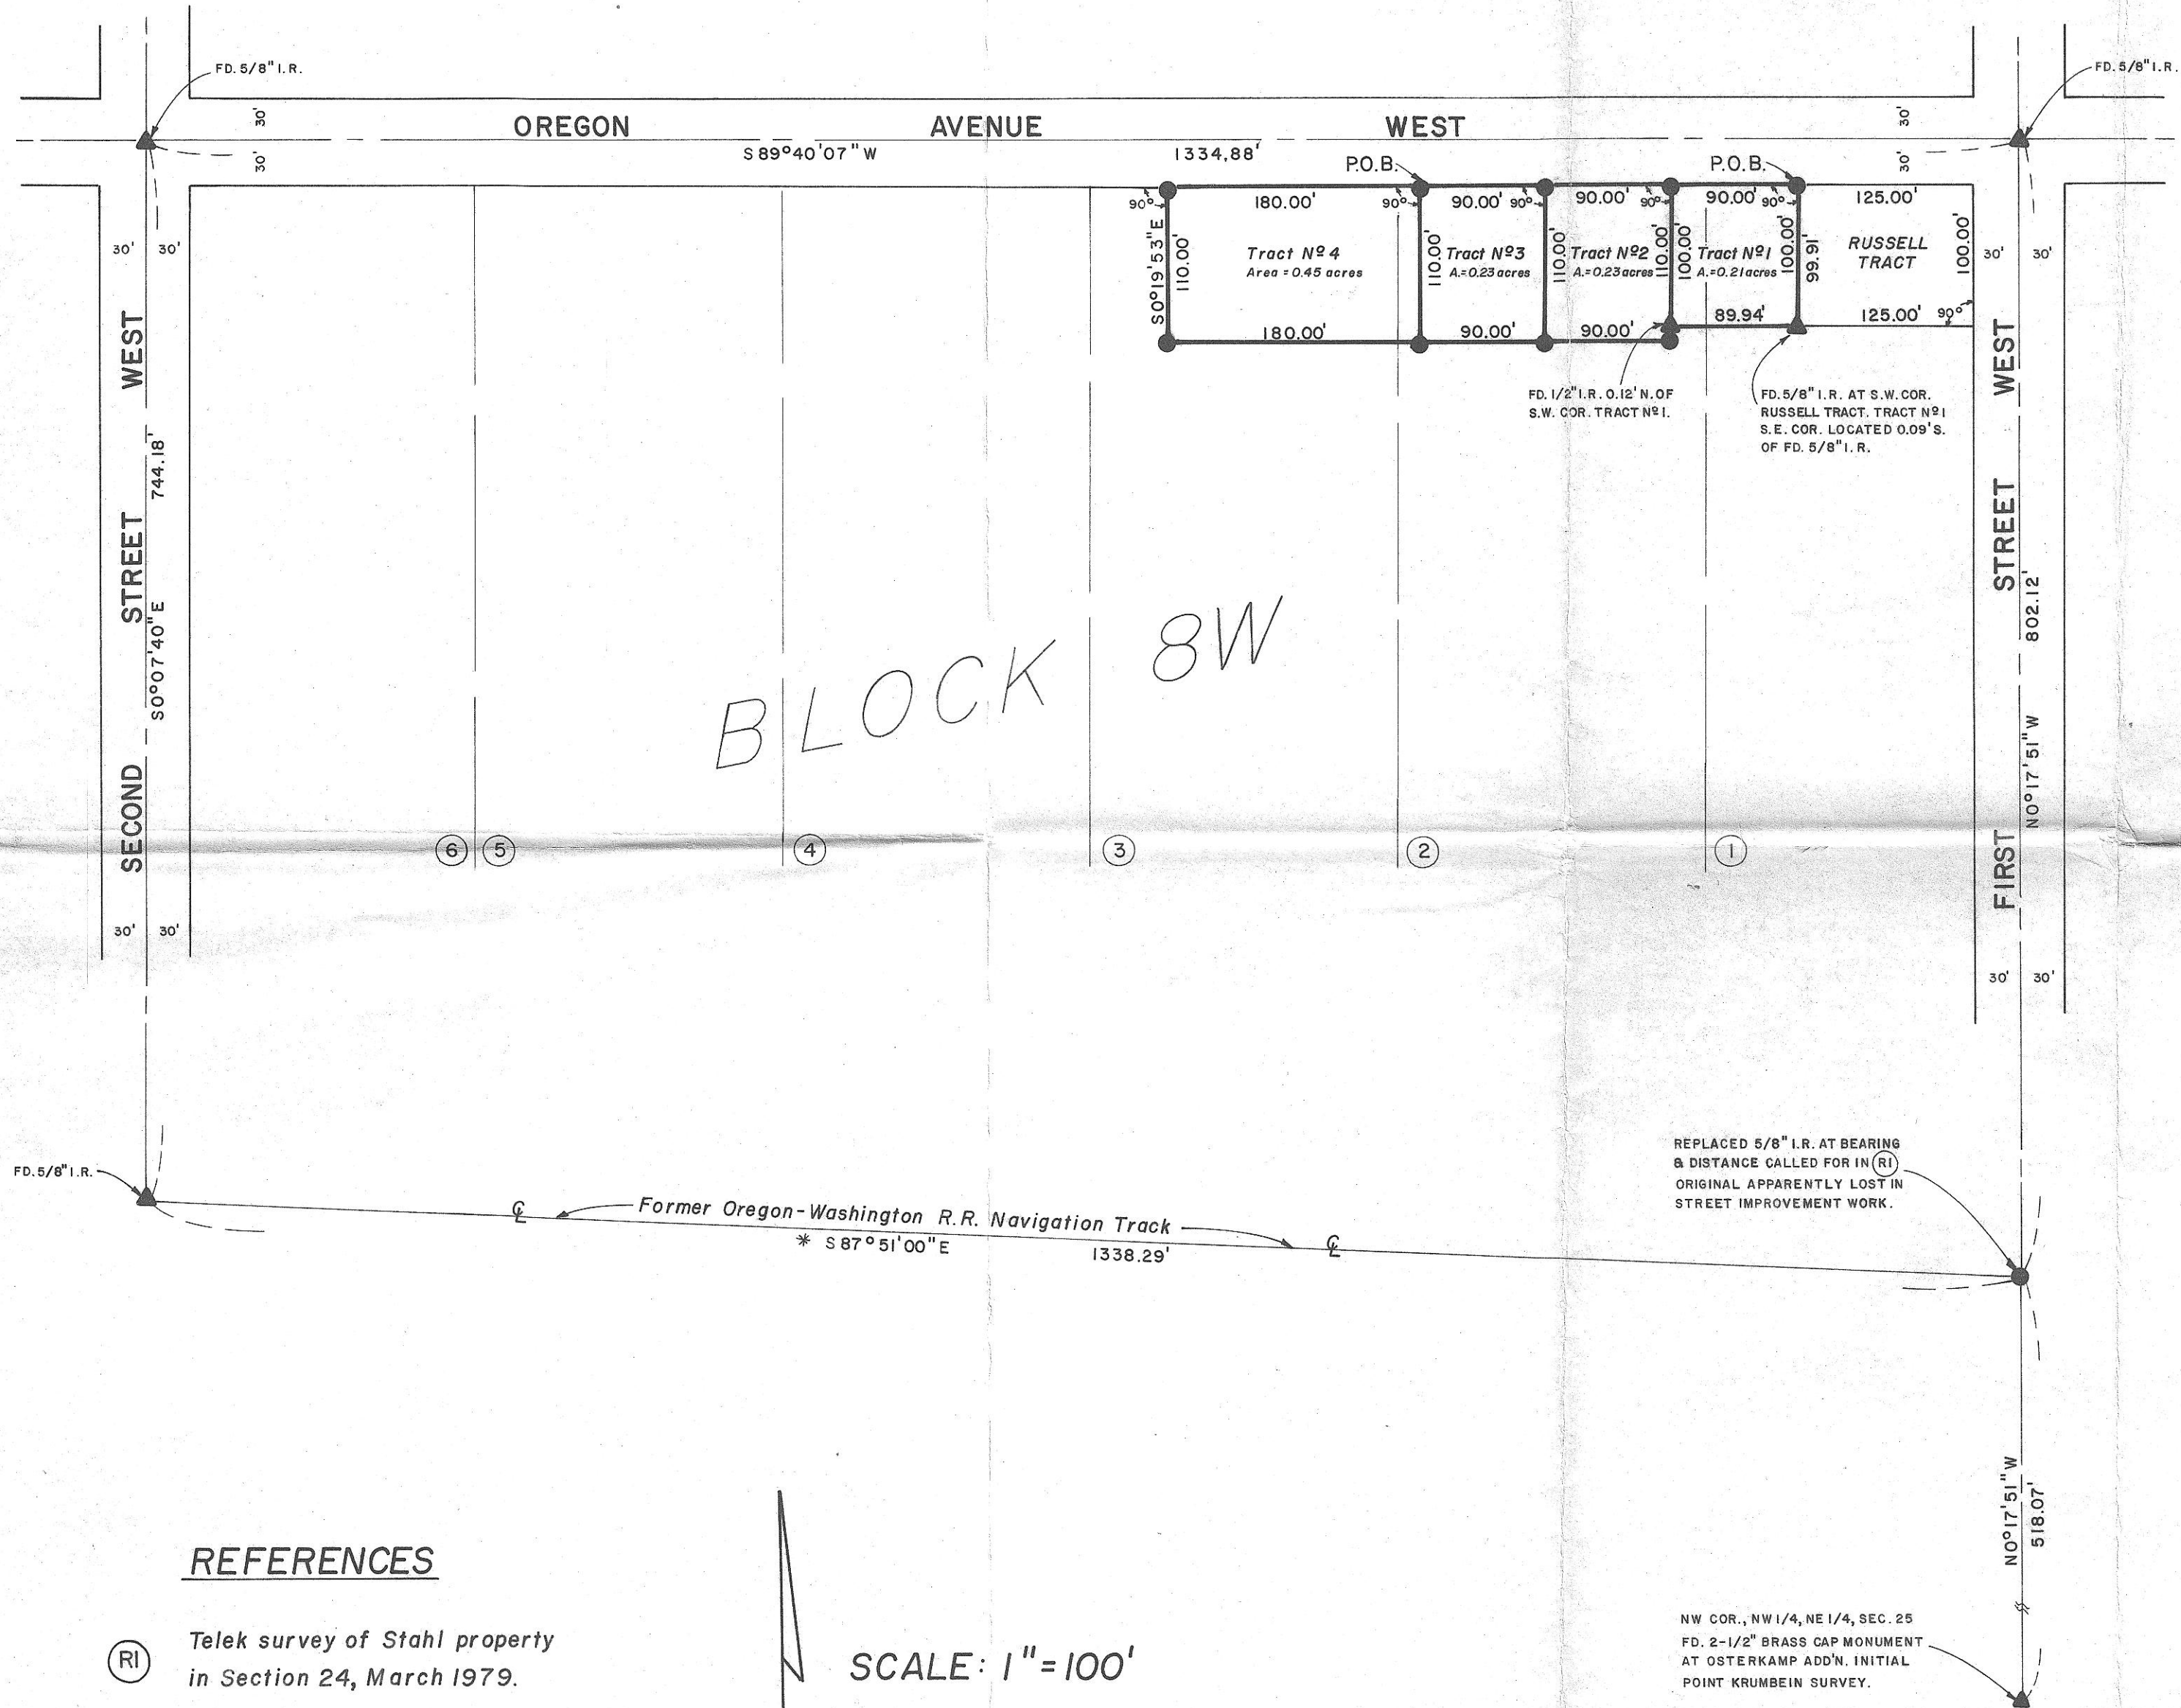 FD. 5/8" I.R.
FD. 5/8" I.R.
30'
30'
OREGON AVENUE WEST
S 89°40'07" W 1334.88'
30'
30'
P.O.B.
P.O.B.
90°
180.00'
90°
90.00'
90°
90.00'
90°
90.00'
90°
125.00'
S0°19'53"E
110.00'
Tract Nº 4
Area = 0.45 acres
110.00'
Tract Nº3
A.=0.23 acres
110.00'
Tract Nº2
A.=0.23 acres
110.00'
100.00'
Tract Nº1
A.=0.21 acres
100.00'
99.91'
RUSSELL
TRACT
100.00'
180.00'
90.00'
90.00'
89.94'
125.00'
90°
30'
30'
30'
30'
FD. 1/2" I.R. 0.12' N. OF
S.W. COR. TRACT Nº1.
FD. 5/8" I.R. AT S.W. COR.
RUSSELL TRACT. TRACT Nº1
S.E. COR. LOCATED 0.09' S.
OF FD. 5/8" I.R.
SECOND STREET WEST
S0°07'40"E 744.18'
FIRST STREET WEST
N0°17'51"W 802.12'
BLOCK 8W
6
5
4
3
2
1
30'
30'
30'
30'
FD. 5/8" I.R.
REPLACED 5/8" I.R. AT BEARING
& DISTANCE CALLED FOR IN R1
ORIGINAL APPARENTLY LOST IN
STREET IMPROVEMENT WORK.
℄ Former Oregon-Washington R.R. Navigation Track ℄
* S 87°51'00" E 1338.29'
N0°17'51"W
518.07'
REFERENCES
R1
Telek survey of Stahl property
in Section 24, March 1979.
SCALE: 1"=100'
NW COR., NW 1/4, NE 1/4, SEC. 25
FD. 2-1/2" BRASS CAP MONUMENT
AT OSTERKAMP ADD'N. INITIAL
POINT KRUMBEIN SURVEY.